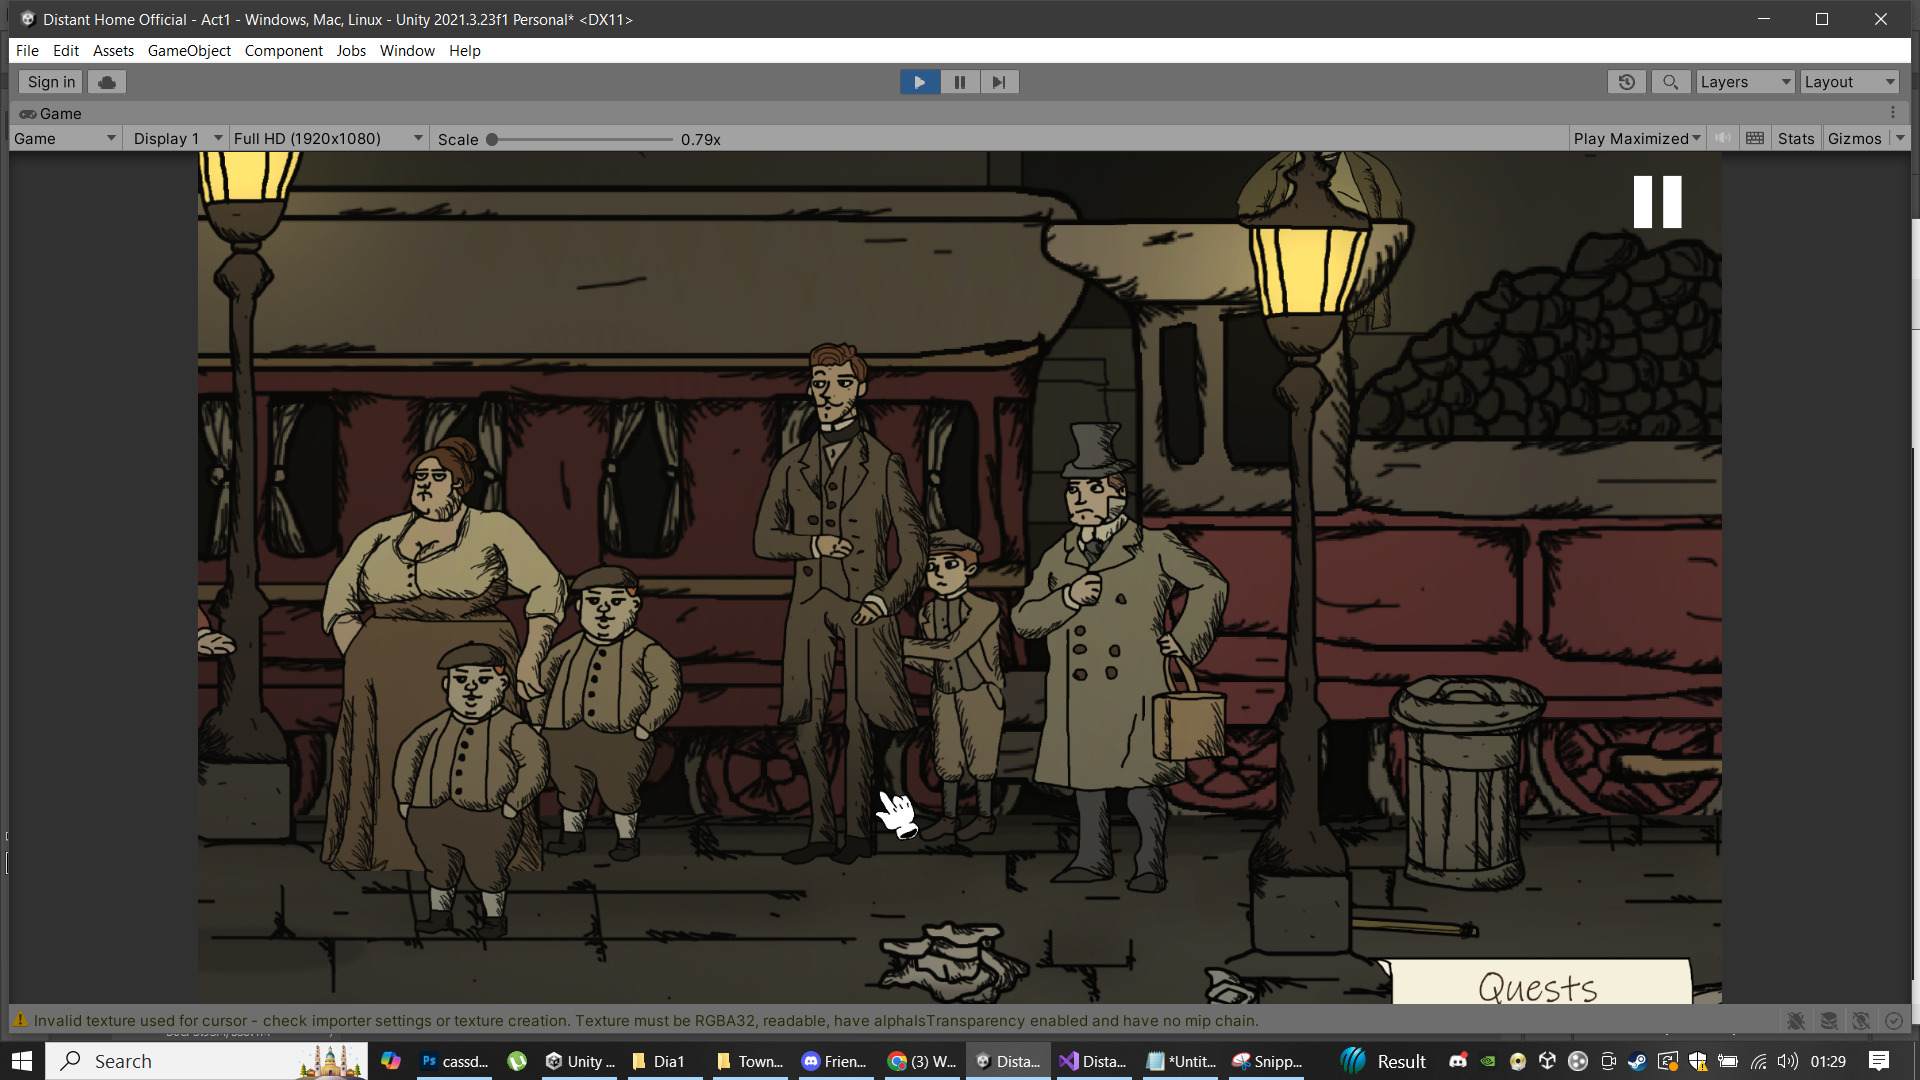 Distant Home Official - Act1 - Windows, Mac, Linux - Unity 2021.3.23f1 Personal* <DX11>
File Edit Assets GameObject Component Jobs Window Help
Sign in Layers Layout
Game
Game Display 1 Full HD (1920x1080) Scale 0.79x Play Maximized Stats Gizmos
Quests
Invalid texture used for cursor - check importer settings or texture creation. Texture must be RGBA32, readable, have alphaIsTransparency enabled and have no mip chain.
Search Ps cassd... Unity ... Dia1 Town... Frien... (3) W... Dista... Dista... *Untit... Snipp... Result 01:29